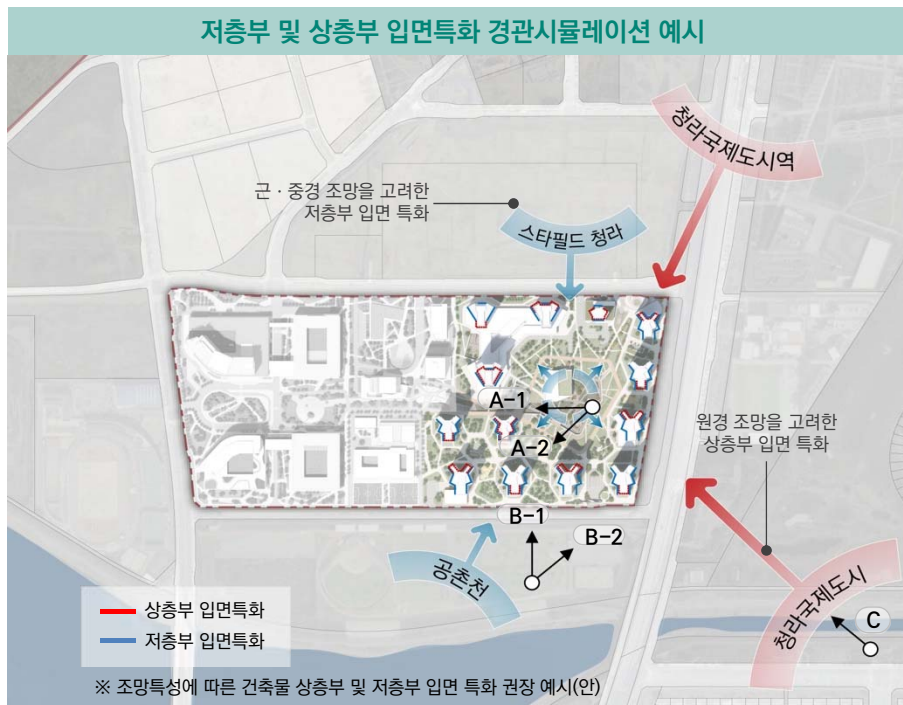 저층부 및 상층부 입면특화 경관시뮬레이션 예시
청라국제도시역
근 · 중경 조망을 고려한
저층부 입면 특화
스타필드 청라
A-1
A-2
원경 조망을 고려한
상층부 입면 특화
B-1
B-2
공촌천
청라국제도시
C
상층부 입면특화
저층부 입면특화
※ 조망특성에 따른 건축물 상층부 및 저층부 입면 특화 권장 예시(안)